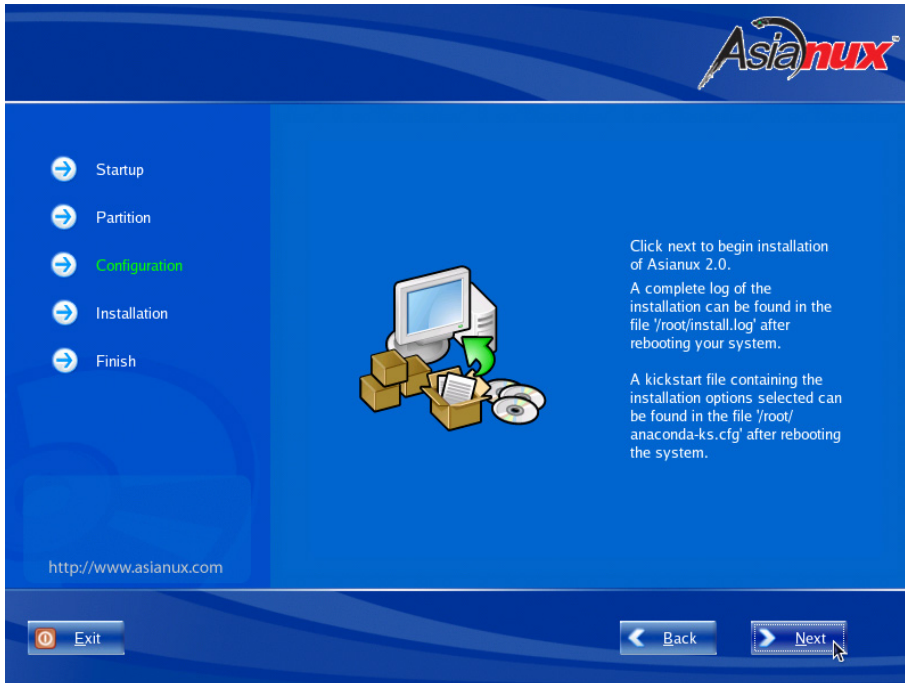 Asianux
Startup
Partition
Configuration
Installation
Finish
Click next to begin installation
of Asianux 2.0.
A complete log of the
installation can be found in the
file '/root/install.log' after
rebooting your system.
A kickstart file containing the
installation options selected can
be found in the file '/root/
anaconda-ks.cfg' after rebooting
the system.
http://www.asianux.com
Exit
Back
Next